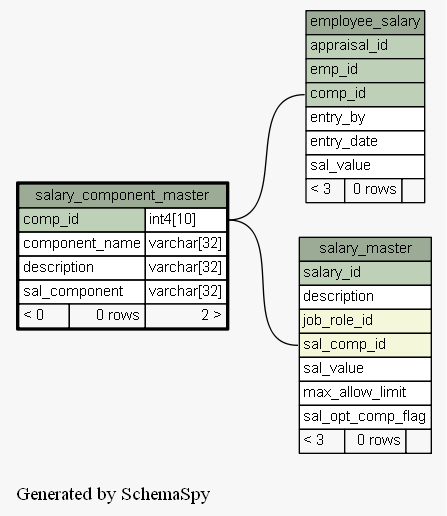 employee_salary
appraisal_id
emp_id
comp_id
entry_by
entry_date
sal_value
< 3 0 rows
salary_component_master
comp_id int4[10]
component_name varchar[32]
description varchar[32]
sal_component varchar[32]
< 0 0 rows 2 >
salary_master
salary_id
description
job_role_id
sal_comp_id
sal_value
max_allow_limit
sal_opt_comp_flag
< 3 0 rows
Generated by SchemaSpy